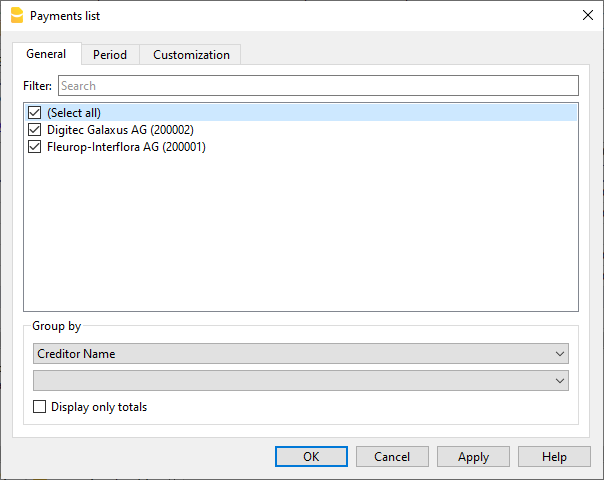 Payments list
General Period Customization
Filter: Search
(Select all)
Digitec Galaxus AG (200002)
Fleurop-Interflora AG (200001)
Group by
Creditor Name
Display only totals
OK Cancel Apply Help